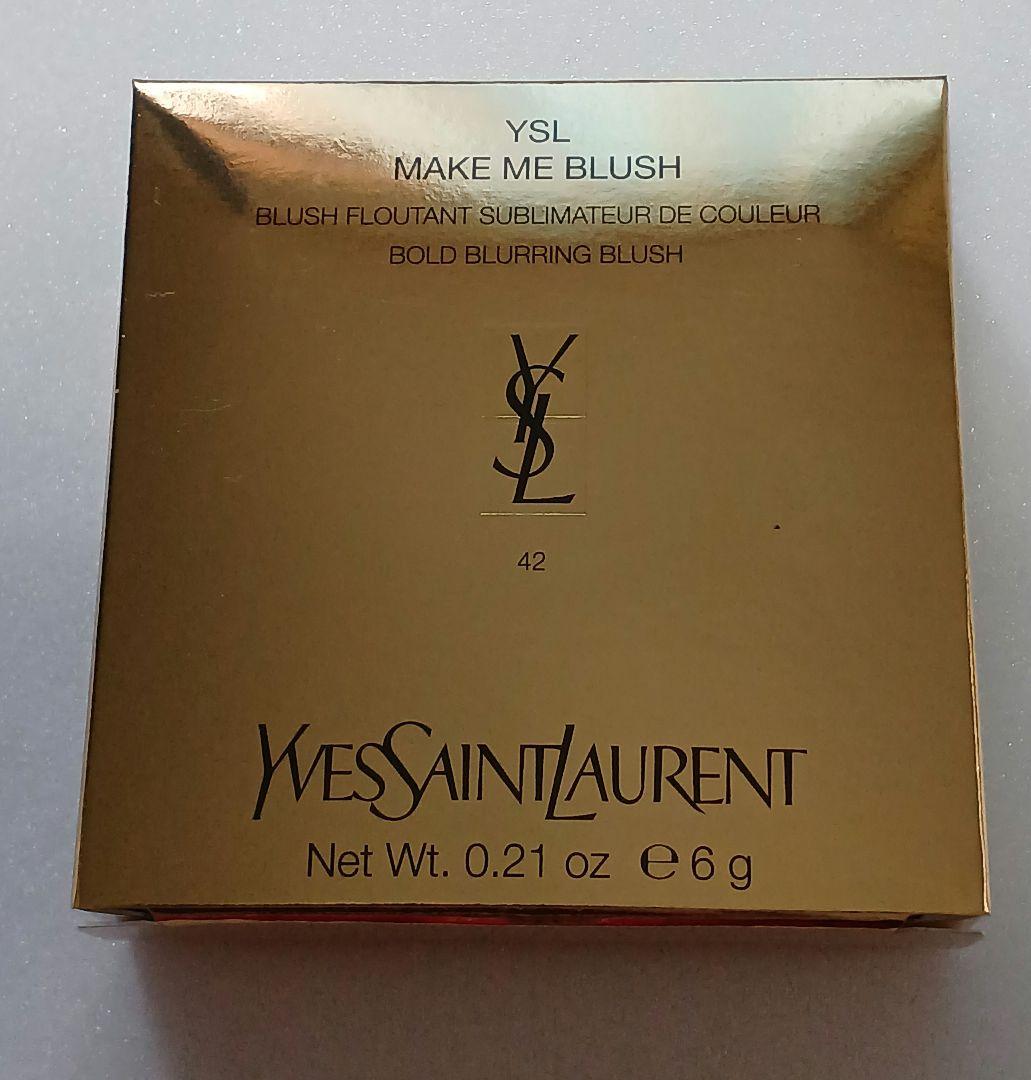 YSL
MAKE ME BLUSH
BLUSH FLOUTANT SUBLIMATEUR DE COULEUR
BOLD BLURRING BLUSH
YSL
42
YVESSAINTLAURENT
Net Wt. 0.21 oz ℮ 6 g